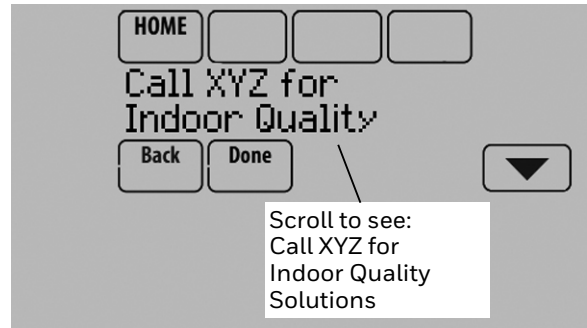 HOME
Call XYZ for
Indoor Quality
Back Done
Scroll to see:
Call XYZ for
Indoor Quality
Solutions